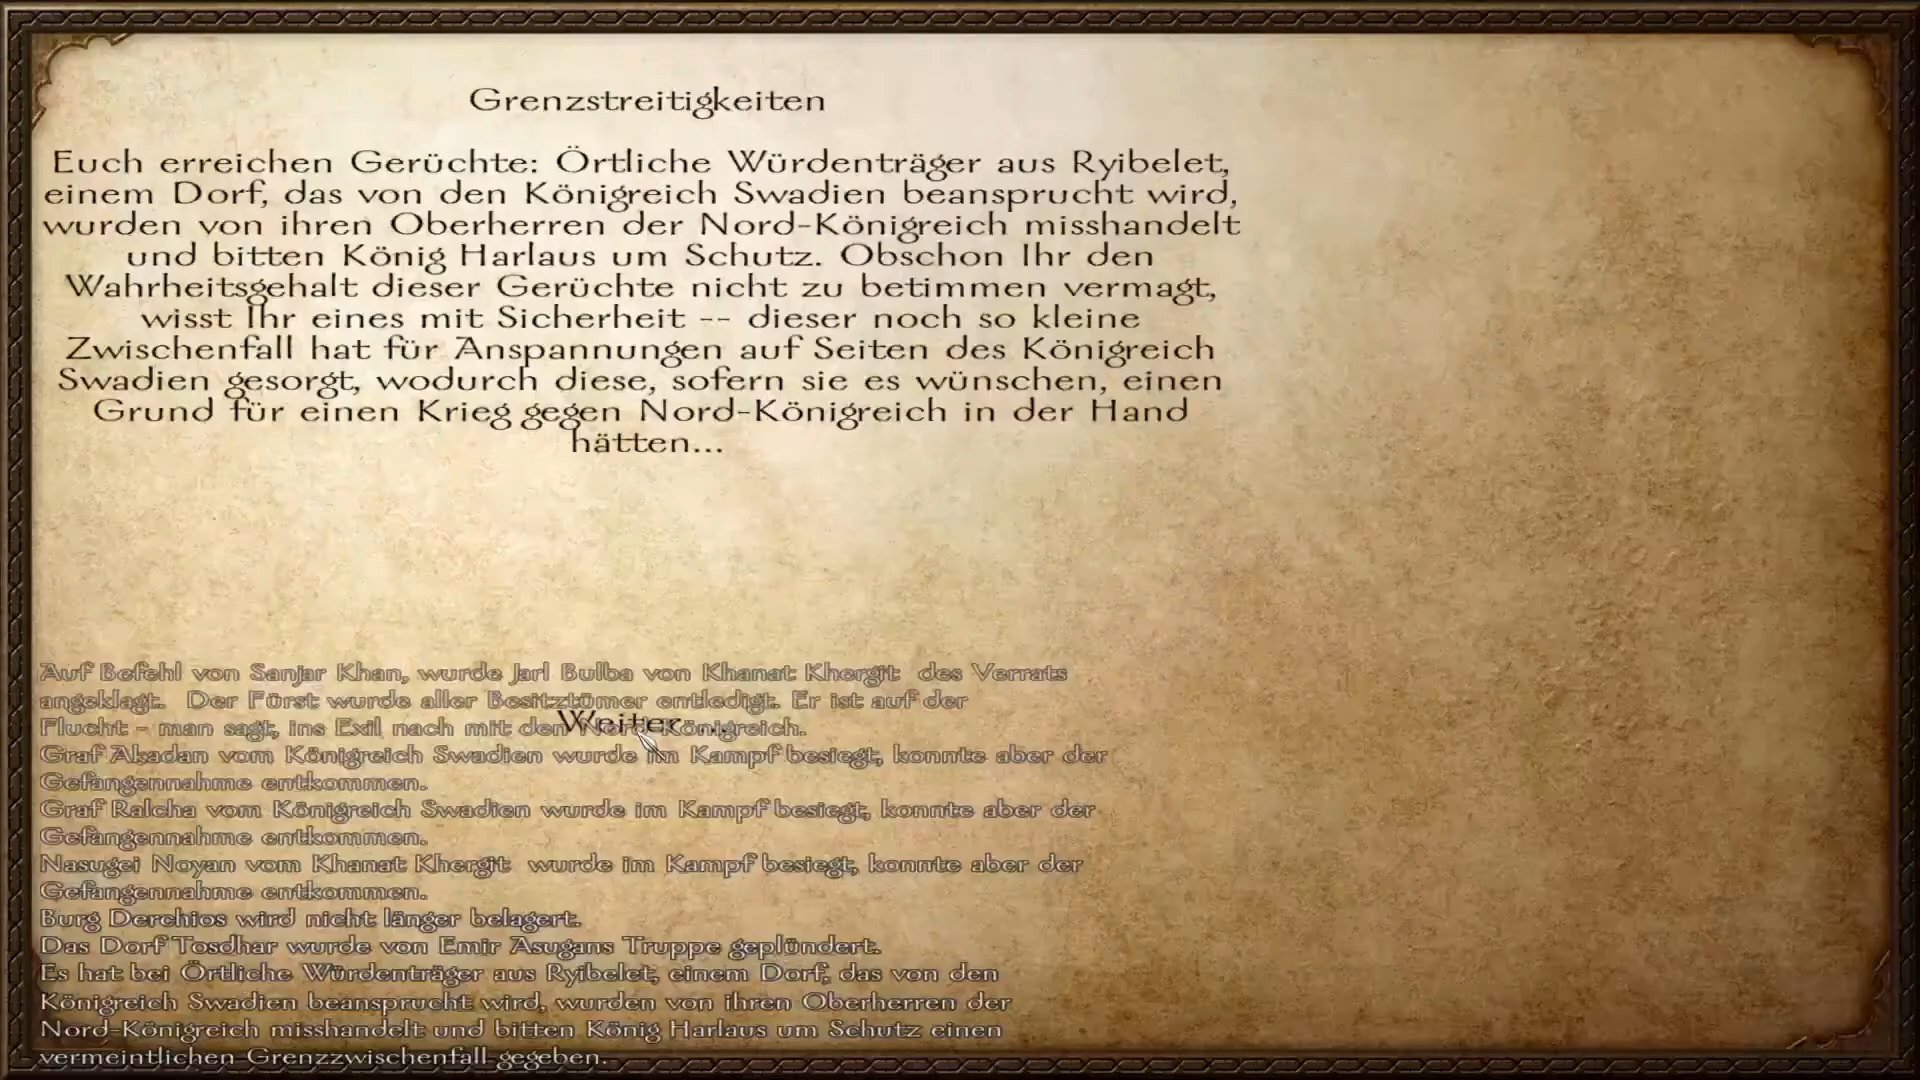 Grenzstreitigkeiten
Euch erreichen Gerüchte: Örtliche Würdenträger aus Ryibelet,
einem Dorf, das von den Königreich Swadien beansprucht wird,
wurden von ihren Oberherren der Nord-Königreich misshandelt
und bitten König Harlaus um Schutz. Obschon Ihr den
Wahrheitsgehalt dieser Gerüchte nicht zu betimmen vermagt,
wisst Ihr eines mit Sicherheit -- dieser noch so kleine
Zwischenfall hat für Anspannungen auf Seiten des Königreich
Swadien gesorgt, wodurch diese, sofern sie es wünschen, einen
Grund für einen Krieg gegen Nord-Königreich in der Hand
hätten...
Auf Befehl von Sanjar Khan, wurde Jarl Bulba von Khanat Khergit des Verrats
angeklagt. Der Fürst wurde aller Besitztümer entledigt. Er ist auf der
Weiter...
Flucht - man sagt, ins Exil nach mit den Nord-Königreich.
Graf Akadan vom Königreich Swadien wurde im Kampf besiegt, konnte aber der
Gefangennahme entkommen.
Graf Ralcha vom Königreich Swadien wurde im Kampf besiegt, konnte aber der
Gefangennahme entkommen.
Nasugei Noyan vom Khanat Khergit wurde im Kampf besiegt, konnte aber der
Gefangennahme entkommen.
Burg Derchios wird nicht länger belagert.
Das Dorf Tosdhar wurde von Emir Asugans Truppe geplündert.
Es hat bei Örtliche Würdenträger aus Ryibelet, einem Dorf, das von den
Königreich Swadien beansprucht wird, wurden von ihren Oberherren der
Nord-Königreich misshandelt und bitten König Harlaus um Schutz einen
vermeintlichen Grenzzwischenfall gegeben.